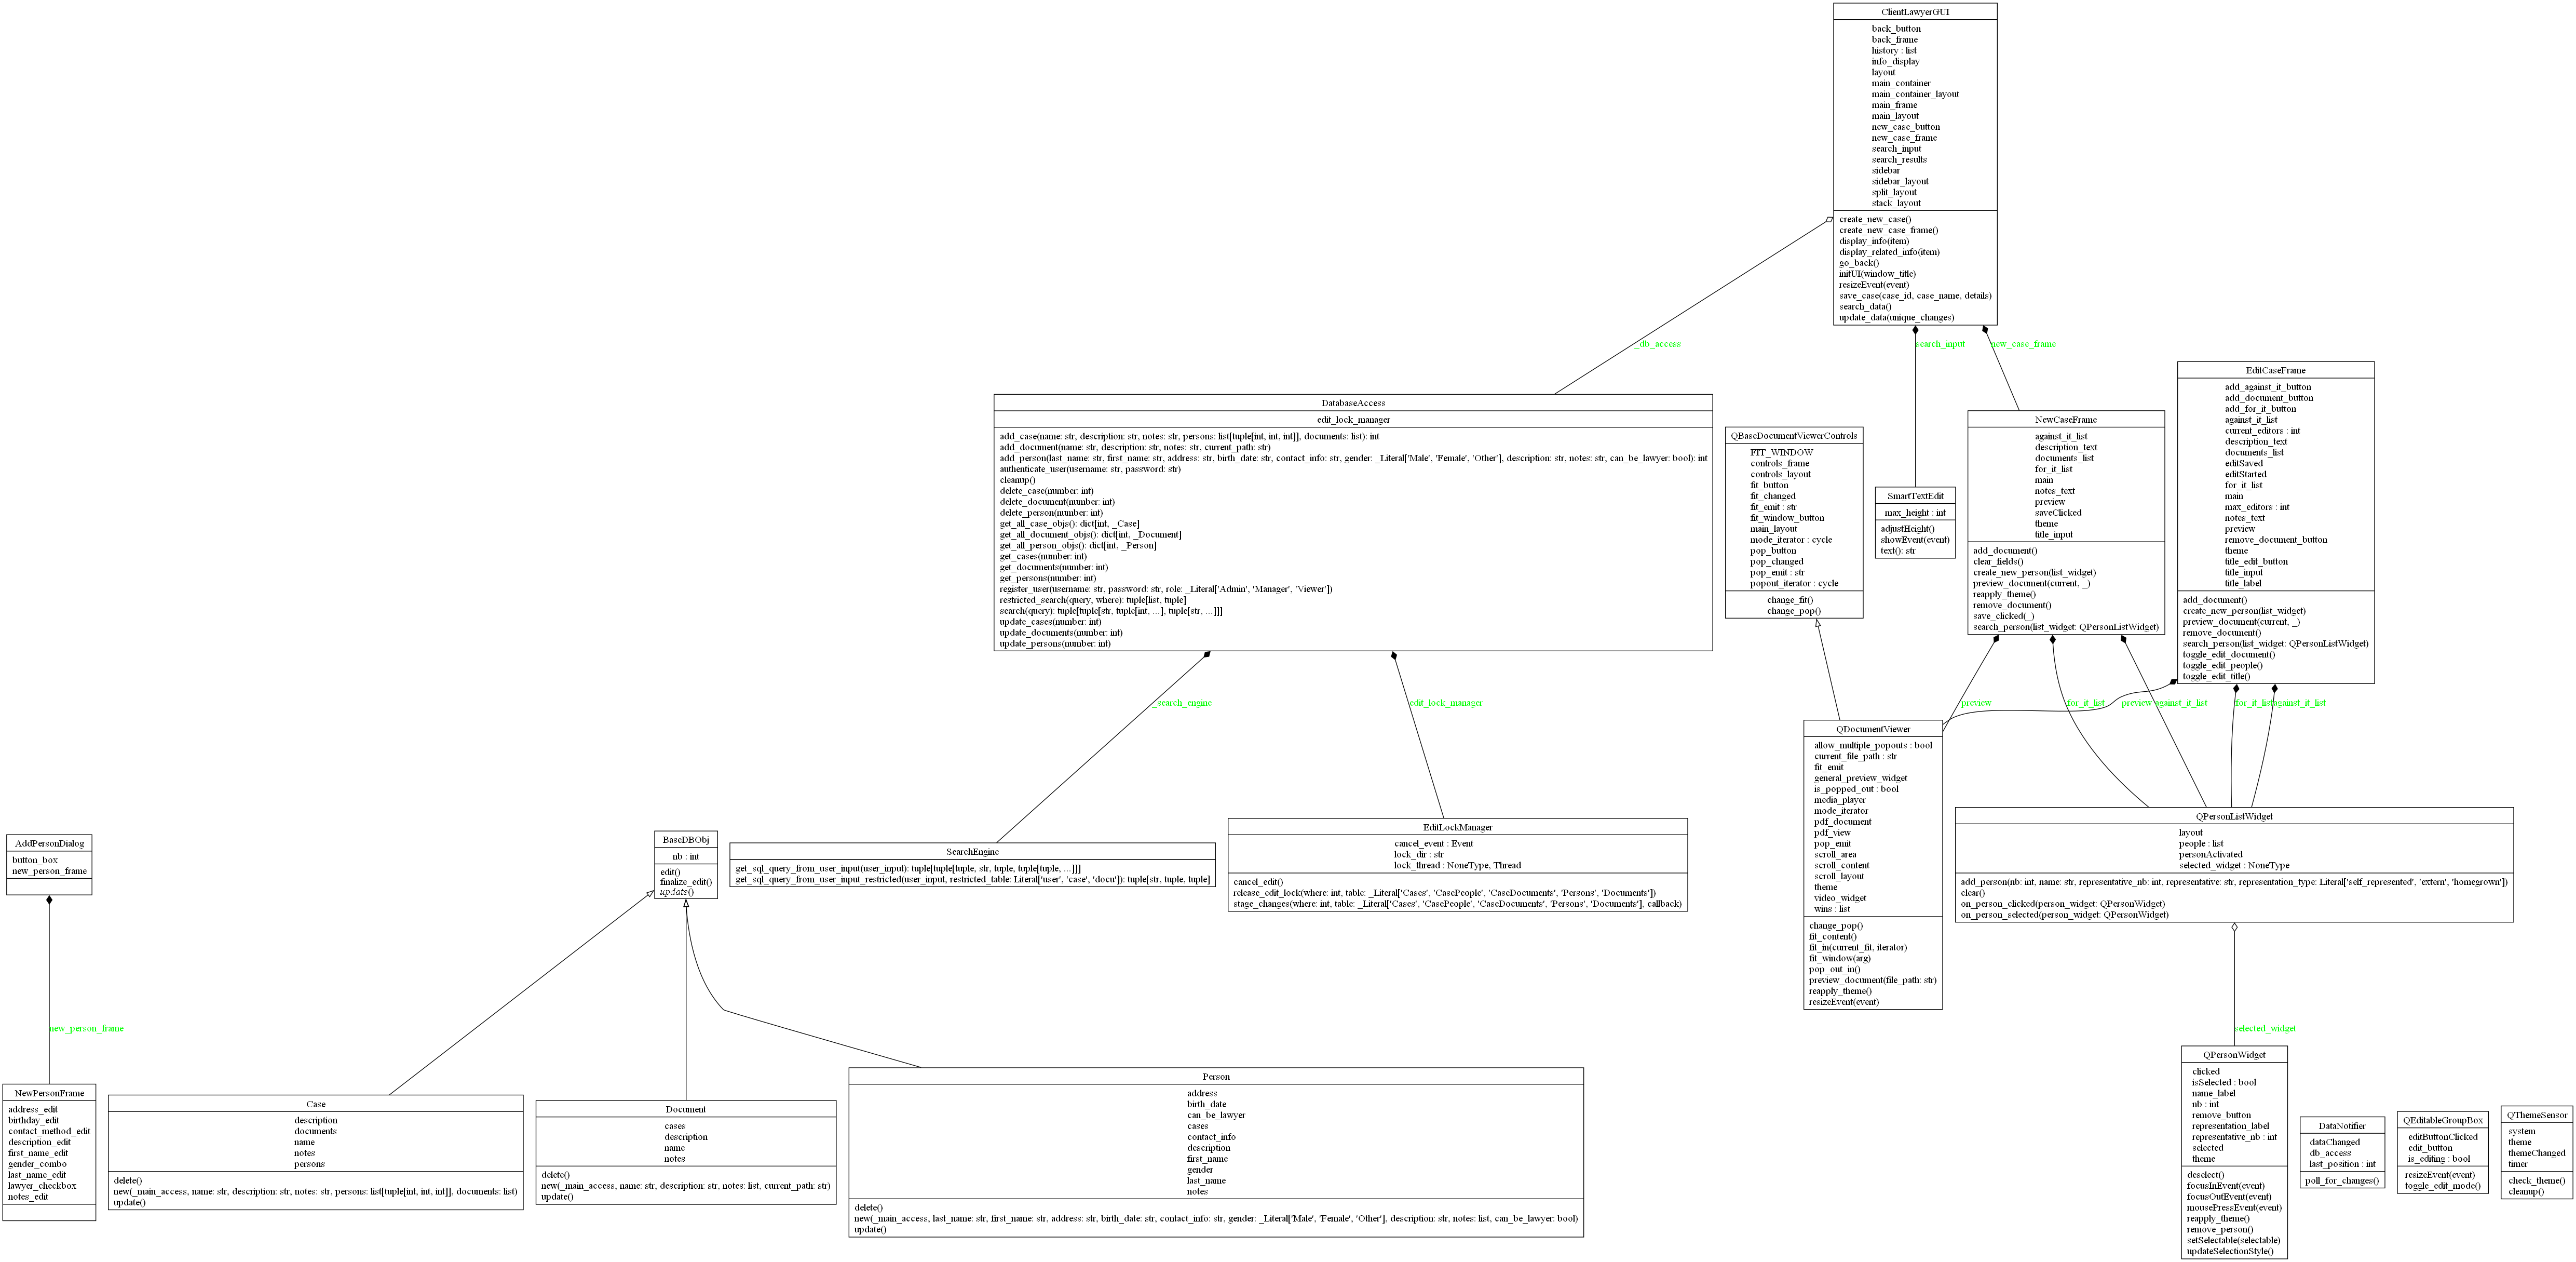 ClientLawyerGUI
back_button
back_frame
history : list
info_display
layout
main_container
main_container_layout
main_frame
main_layout
new_case_button
new_case_frame
search_input
search_results
sidebar
sidebar_layout
split_layout
stack_layout
create_new_case()
create_new_case_frame()
display_info(item)
display_related_info(item)
go_back()
initUI(window_title)
resizeEvent(event)
save_case(case_id, case_name, details)
search_data()
update_data(unique_changes)
_db_access
search_input
new_case_frame
DatabaseAccess
edit_lock_manager
add_case(name: str, description: str, notes: str, persons: list[tuple[int, int, int]], documents: list): int
add_document(name: str, description: str, notes: str, current_path: str)
add_person(last_name: str, first_name: str, address: str, birth_date: str, contact_info: str, gender: _Literal['Male', 'Female', 'Other'], description: str, notes: str, can_be_lawyer: bool): int
authenticate_user(username: str, password: str)
cleanup()
delete_case(number: int)
delete_document(number: int)
delete_person(number: int)
get_all_case_objs(): dict[int, _Case]
get_all_document_objs(): dict[int, _Document]
get_all_person_objs(): dict[int, _Person]
get_cases(number: int)
get_documents(number: int)
get_persons(number: int)
register_user(username: str, password: str, role: _Literal['Admin', 'Manager', 'Viewer'])
restricted_search(query, where): tuple[list, tuple]
search(query): tuple[tuple[str, tuple[int, ...], tuple[str, ...]]]
update_cases(number: int)
update_documents(number: int)
update_persons(number: int)
QBaseDocumentViewerControls
FIT_WINDOW
controls_frame
controls_layout
fit_button
fit_changed
fit_emit : str
fit_window_button
main_layout
mode_iterator : cycle
pop_button
pop_changed
pop_emit : str
popout_iterator : cycle
change_fit()
change_pop()
SmartTextEdit
max_height : int
adjustHeight()
showEvent(event)
text(): str
NewCaseFrame
against_it_list
description_text
documents_list
for_it_list
main
notes_text
preview
saveClicked
theme
title_input
add_document()
clear_fields()
create_new_person(list_widget)
preview_document(current, _)
reapply_theme()
remove_document()
save_clicked(_)
search_person(list_widget: QPersonListWidget)
EditCaseFrame
add_against_it_button
add_document_button
add_for_it_button
against_it_list
current_editors : int
description_text
documents_list
editSaved
editStarted
for_it_list
main
max_editors : int
notes_text
preview
remove_document_button
theme
title_edit_button
title_input
title_label
add_document()
create_new_person(list_widget)
preview_document(current, _)
remove_document()
search_person(list_widget: QPersonListWidget)
toggle_edit_document()
toggle_edit_people()
toggle_edit_title()
_search_engine
edit_lock_manager
preview
for_it_list
preview
against_it_list
for_it_list
against_it_list
AddPersonDialog
button_box
new_person_frame
BaseDBObj
nb : int
edit()
finalize_edit()
update()
SearchEngine
get_sql_query_from_user_input(user_input): tuple[tuple[tuple, str, tuple, tuple[tuple, ...]]]
get_sql_query_from_user_input_restricted(user_input, restricted_table: Literal['user', 'case', 'docu']): tuple[str, tuple, tuple]
EditLockManager
cancel_event : Event
lock_dir : str
lock_thread : NoneType, Thread
cancel_edit()
release_edit_lock(where: int, table: _Literal['Cases', 'CasePeople', 'CaseDocuments', 'Persons', 'Documents'])
stage_changes(where: int, table: _Literal['Cases', 'CasePeople', 'CaseDocuments', 'Persons', 'Documents'], callback)
QDocumentViewer
allow_multiple_popouts : bool
current_file_path : str
fit_emit
general_preview_widget
is_popped_out : bool
media_player
mode_iterator
pdf_document
pdf_view
pop_emit
scroll_area
scroll_content
scroll_layout
theme
video_widget
wins : list
change_pop()
fit_content()
fit_in(current_fit, iterator)
fit_window(arg)
pop_out_in()
preview_document(file_path: str)
reapply_theme()
resizeEvent(event)
QPersonListWidget
layout
people : list
personActivated
selected_widget : NoneType
add_person(nb: int, name: str, representative_nb: int, representative: str, representation_type: Literal['self_represented', 'extern', 'homegrown'])
clear()
on_person_clicked(person_widget: QPersonWidget)
on_person_selected(person_widget: QPersonWidget)
new_person_frame
selected_widget
NewPersonFrame
address_edit
birthday_edit
contact_method_edit
description_edit
first_name_edit
gender_combo
last_name_edit
lawyer_checkbox
notes_edit
Case
description
documents
name
notes
persons
delete()
new(_main_access, name: str, description: str, notes: str, persons: list[tuple[int, int, int]], documents: list)
update()
Document
cases
description
name
notes
delete()
new(_main_access, name: str, description: str, notes: list, current_path: str)
update()
Person
address
birth_date
can_be_lawyer
cases
contact_info
description
first_name
gender
last_name
notes
delete()
new(_main_access, last_name: str, first_name: str, address: str, birth_date: str, contact_info: str, gender: _Literal['Male', 'Female', 'Other'], description: str, notes: list, can_be_lawyer: bool)
update()
QPersonWidget
clicked
isSelected : bool
name_label
nb : int
remove_button
representation_label
representative_nb : int
selected
theme
deselect()
focusInEvent(event)
focusOutEvent(event)
mousePressEvent(event)
reapply_theme()
remove_person()
setSelectable(selectable)
updateSelectionStyle()
DataNotifier
dataChanged
db_access
last_position : int
poll_for_changes()
QEditableGroupBox
editButtonClicked
edit_button
is_editing : bool
resizeEvent(event)
toggle_edit_mode()
QThemeSensor
system
theme
themeChanged
timer
check_theme()
cleanup()